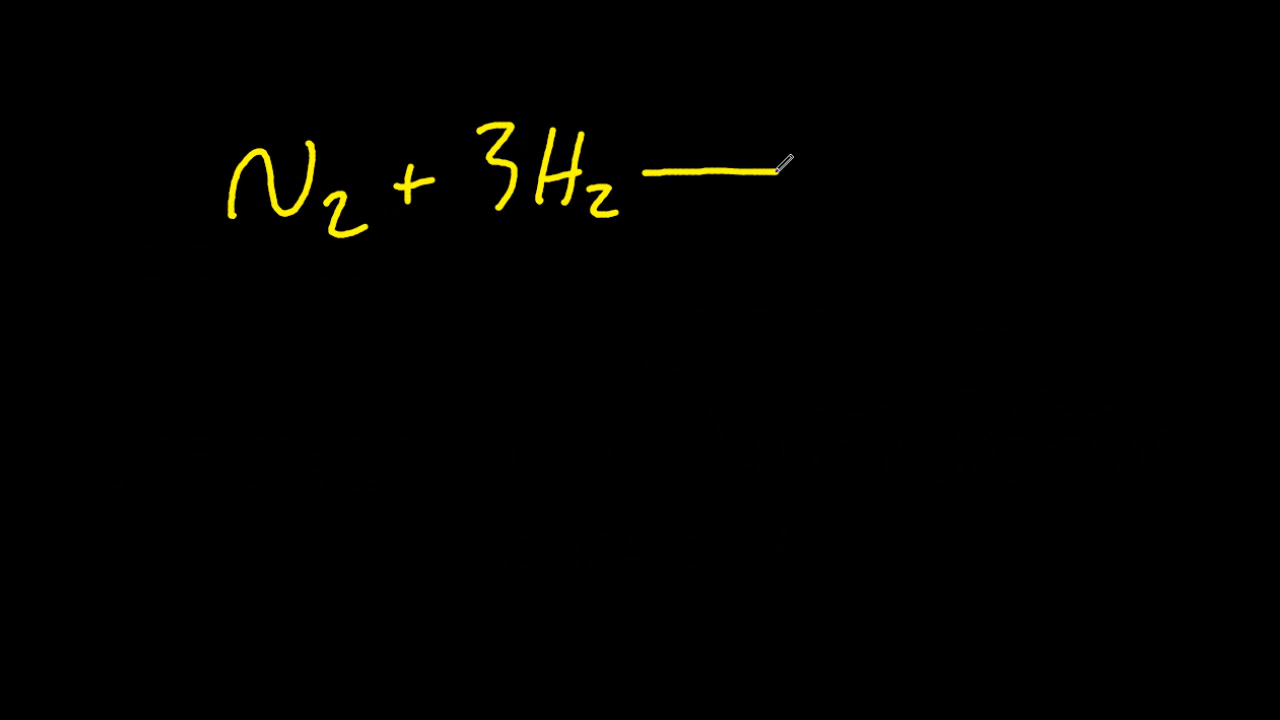 N₂ + 3H₂ —